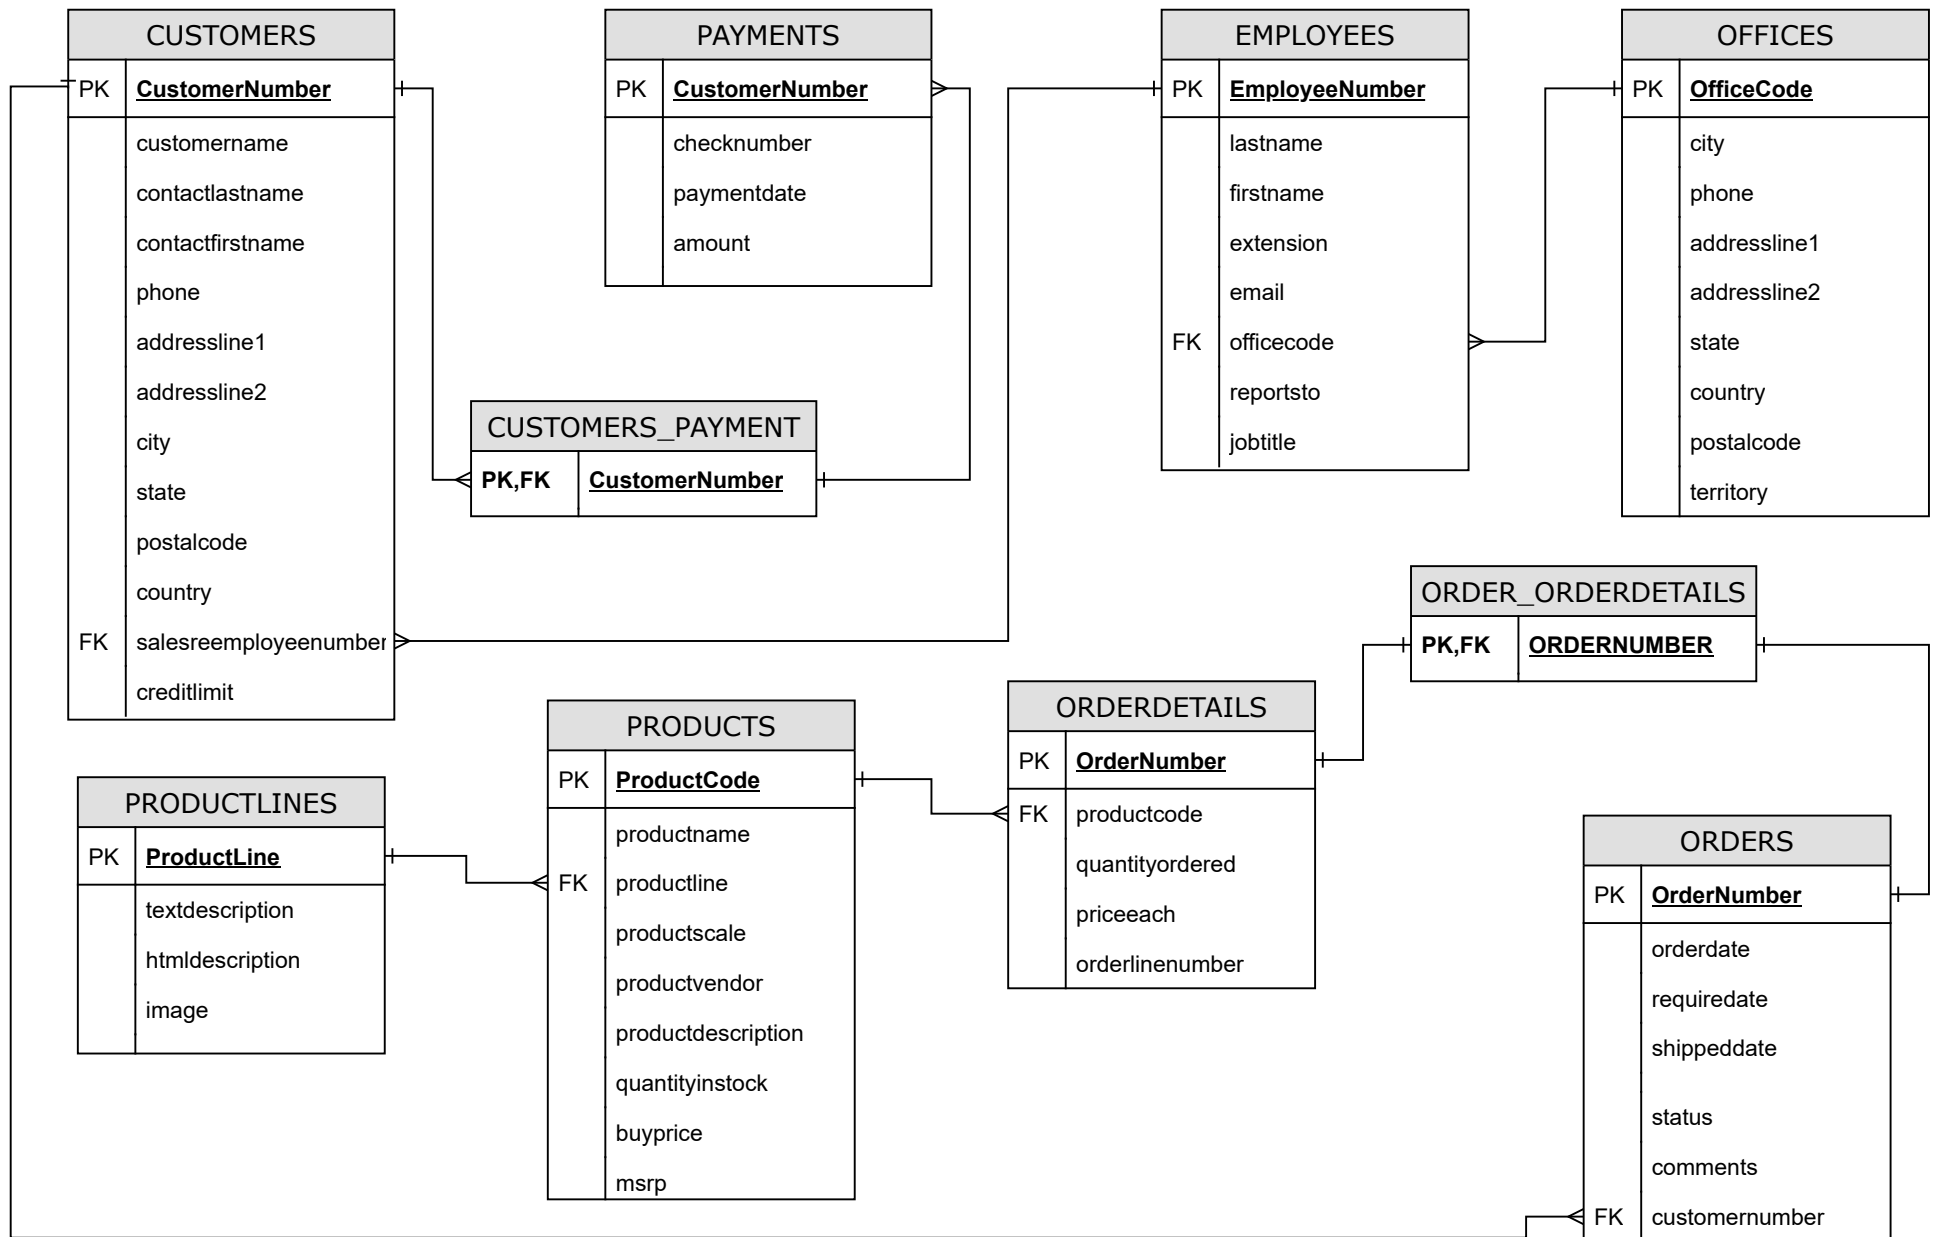 CUSTOMERS
PK CustomerNumber
customername
contactlastname
contactfirstname
phone
addressline1
addressline2
city
state
postalcode
country
FK salesreemployeenumber
creditlimit
PAYMENTS
PK CustomerNumber
checknumber
paymentdate
amount
EMPLOYEES
PK EmployeeNumber
lastname
firstname
extension
email
FK officecode
reportsto
jobtitle
OFFICES
PK OfficeCode
city
phone
addressline1
addressline2
state
country
postalcode
territory
CUSTOMERS_PAYMENT
PK,FK CustomerNumber
ORDER_ORDERDETAILS
PK,FK ORDERNUMBER
PRODUCTLINES
PK ProductLine
textdescription
htmldescription
image
PRODUCTS
PK ProductCode
productname
FK productline
productscale
productvendor
productdescription
quantityinstock
buyprice
msrp
ORDERDETAILS
PK OrderNumber
FK productcode
quantityordered
priceeach
orderlinenumber
ORDERS
PK OrderNumber
orderdate
requiredate
shippeddate
status
comments
FK customernumber